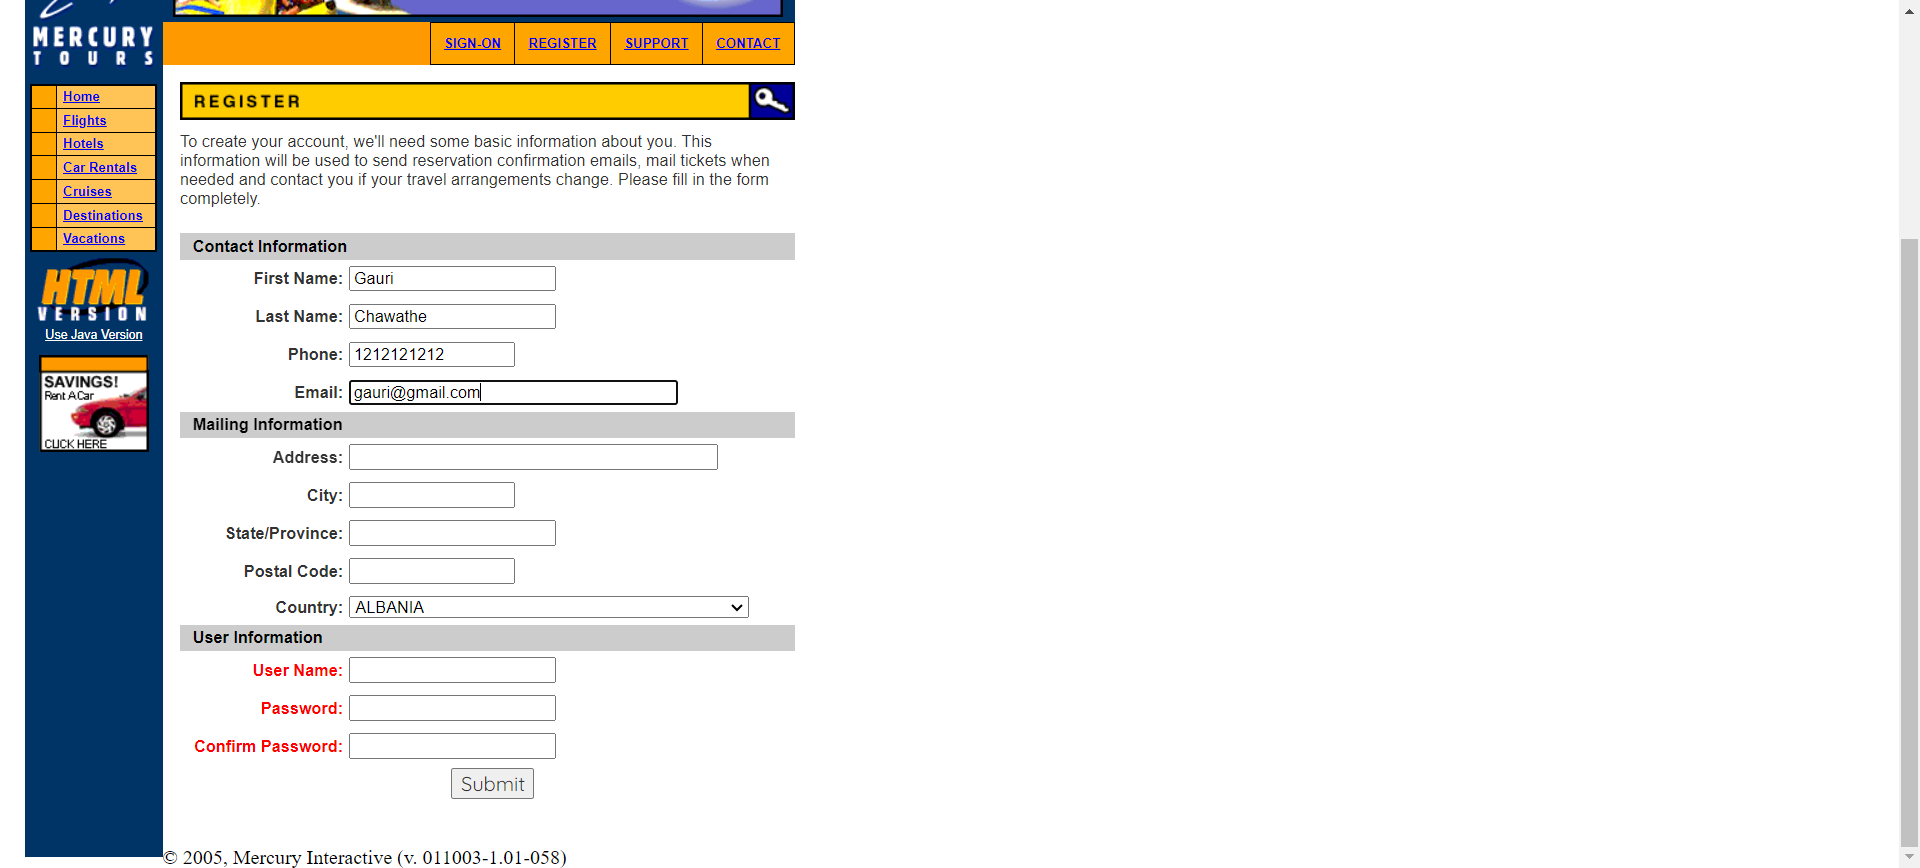 MERCURY
TOURS
SIGN-ON REGISTER SUPPORT CONTACT
Home
Flights
Hotels
Car Rentals
Cruises
Destinations
Vacations
HTML
VERSION
Use Java Version
SAVINGS!
Rent A Car
CLICK HERE
REGISTER
To create your account, we'll need some basic information about you. This
information will be used to send reservation confirmation emails, mail tickets when
needed and contact you if your travel arrangements change. Please fill in the form
completely.
Contact Information
First Name: Gauri
Last Name: Chawathe
Phone: 1212121212
Email: gauri@gmail.com
Mailing Information
Address:
City:
State/Province:
Postal Code:
Country: ALBANIA
User Information
User Name:
Password:
Confirm Password:
Submit
© 2005, Mercury Interactive (v. 011003-1.01-058)